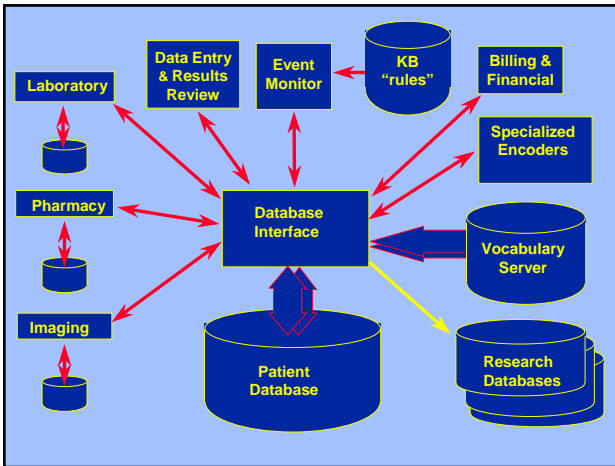 Laboratory
Data Entry
& Results
Review
Event
Monitor
KB
“rules”
Billing &
Financial
Specialized
Encoders
Pharmacy
Database
Interface
Vocabulary
Server
Imaging
Patient
Database
Research
Databases